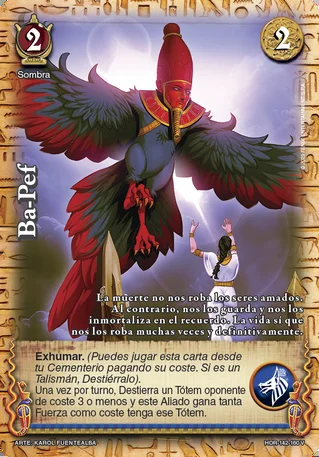 2
2
Sombra
Ba-Pef
La muerte no nos roba los seres amados.
Al contrario, nos los guarda y nos los
inmortaliza en el recuerdo. La vida sí que
nos los roba muchas veces y definitivamente.
Exhumar. (Puedes jugar esta carta desde
tu Cementerio pagando su coste. Si es un
Talismán, Destiérralo).
Una vez por turno, Destierra un Tótem oponente
de coste 3 o menos y este Aliado gana tanta
Fuerza como coste tenga ese Tótem.
ARTE: KAROL FUENTEALBA
HOR-142-160 V